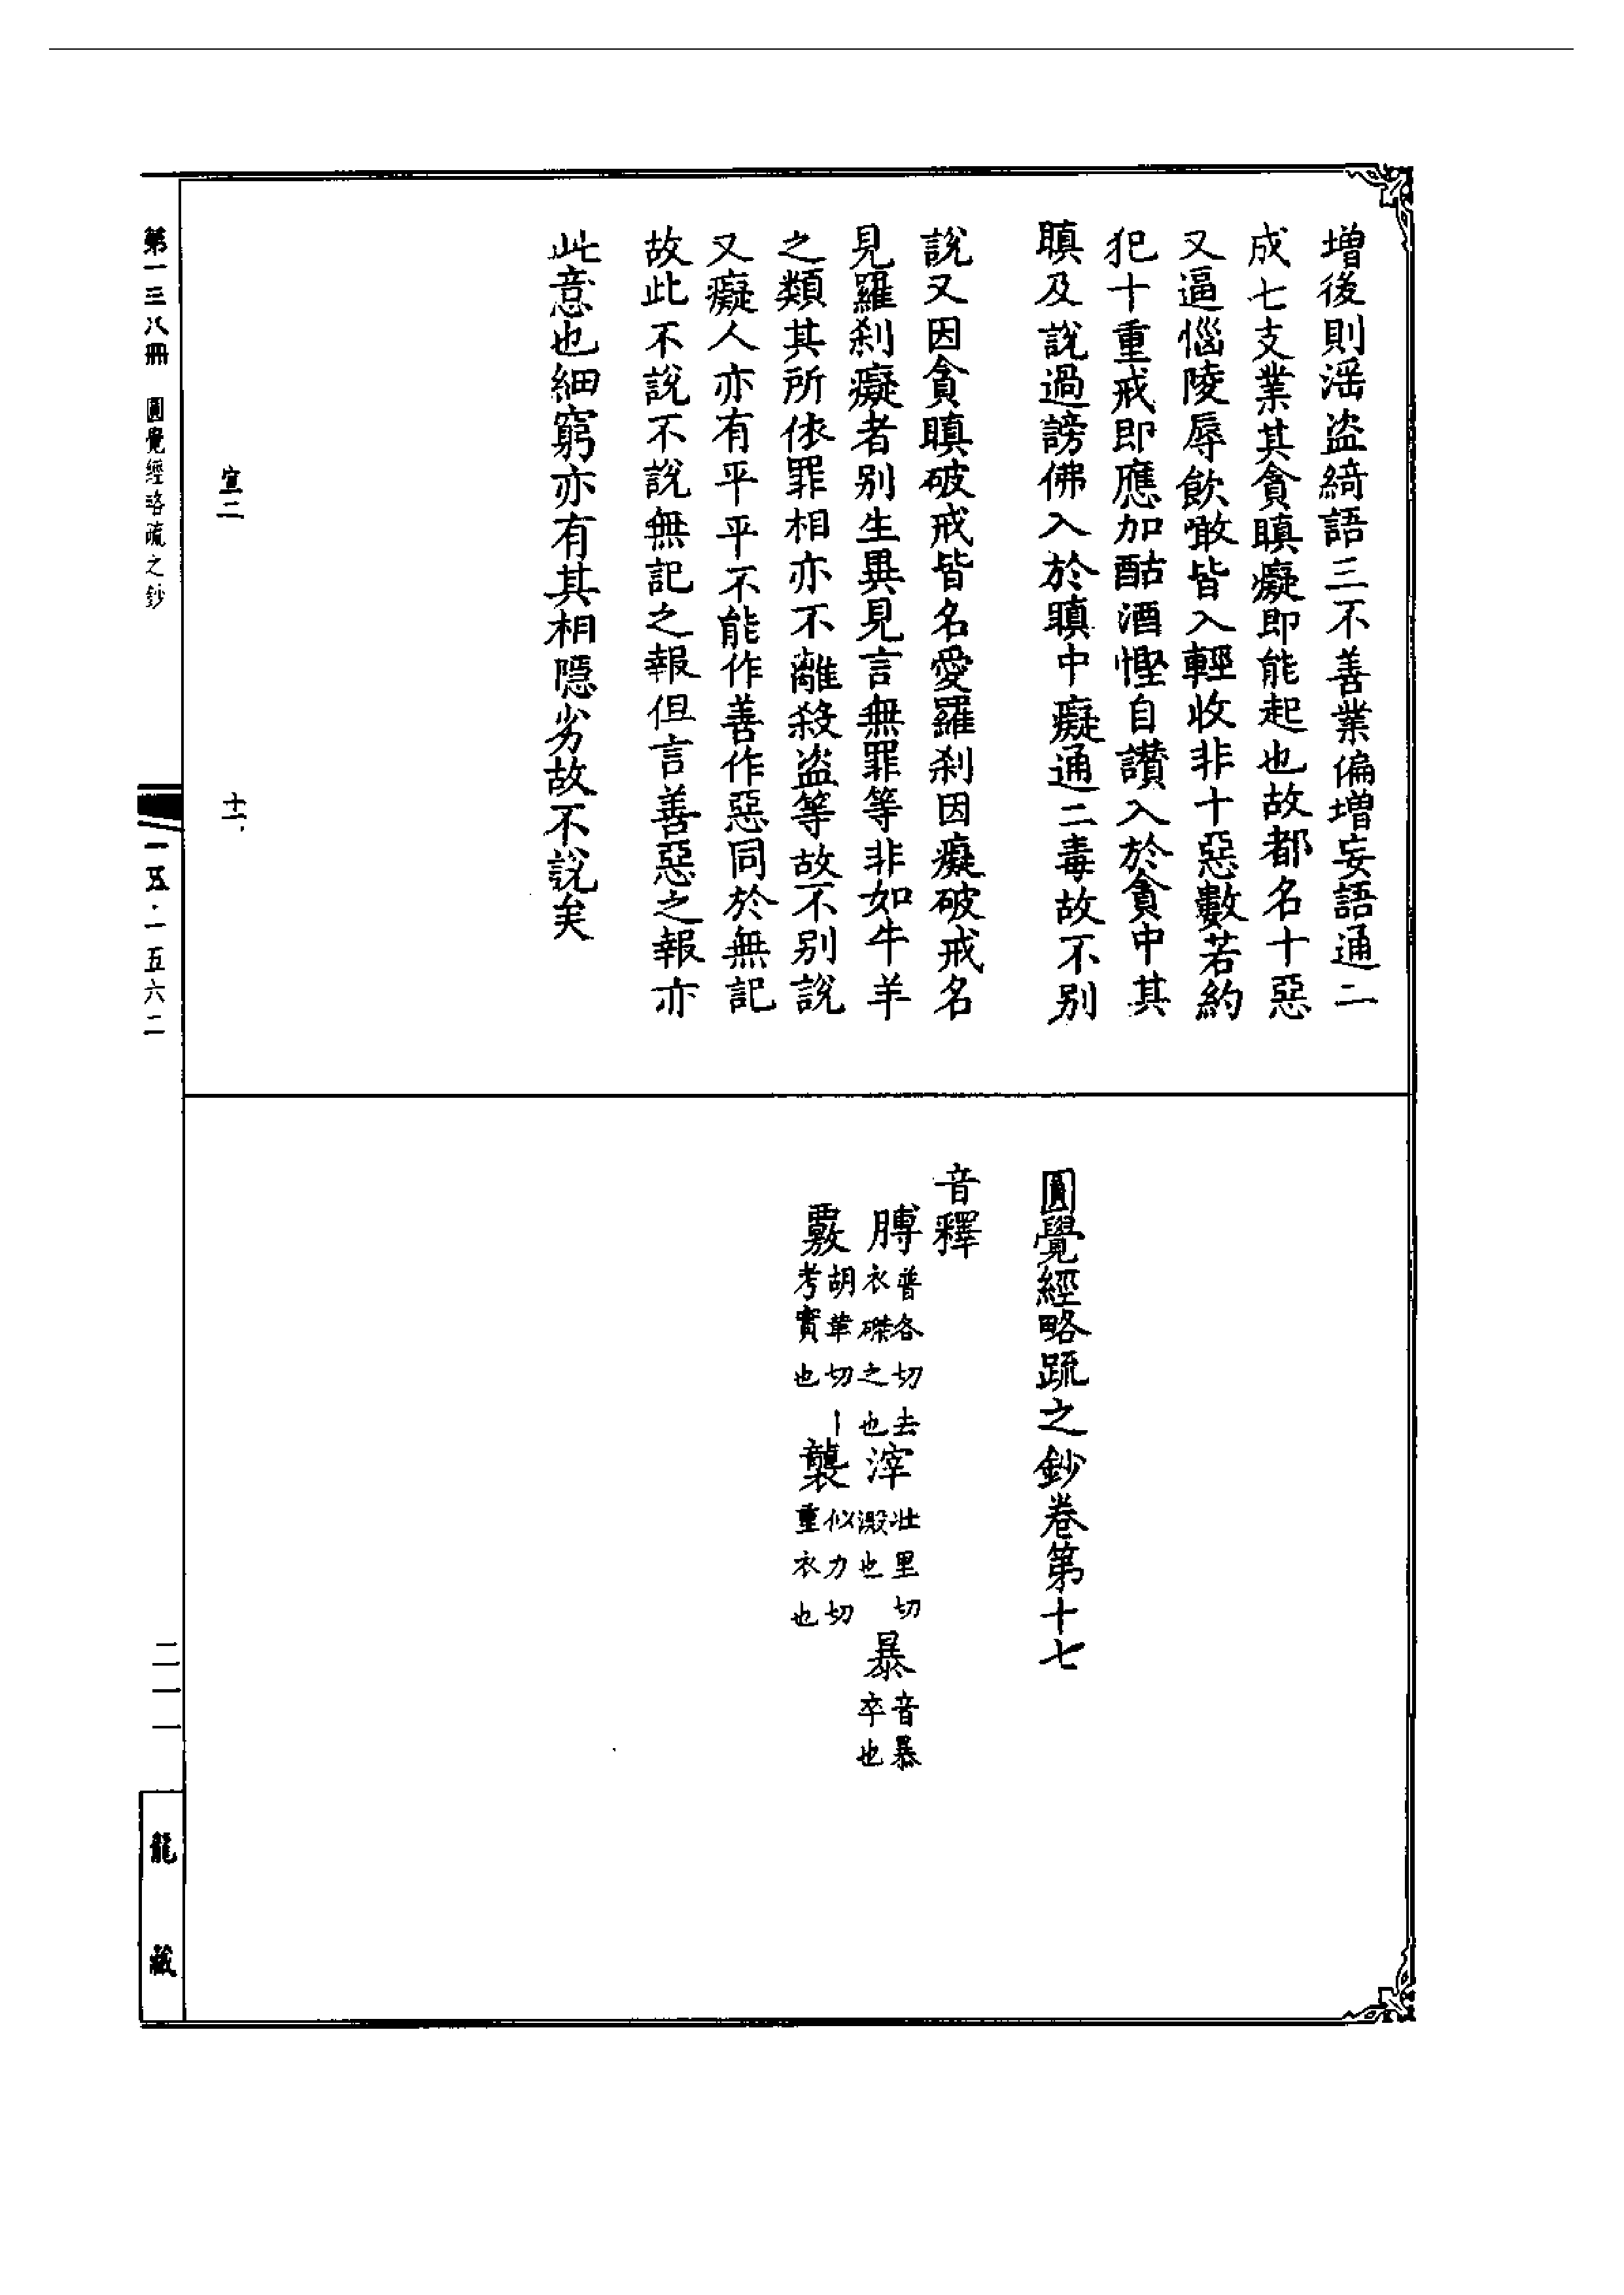 增後則滛盜綺語三不善業偏增妄語通二
成七支業其貪瞋癡即能起也故都名十惡
又逼惱陵辱飲噉皆入輕收非十惡數若約
犯十重戒即應加酤酒慳自讚入於貪中其
瞋及說過謗佛入於瞋中癡通二毒故不別
說又因貪瞋破戒皆名愛羅剎因癡破戒名
見羅剎癡者別生異見言無罪等非如牛羊
之類其所依罪相亦不離殺盜等故不別說
又癡人亦有平平不能作善作惡同於無記
故此不說不說無記之報但言善惡之報亦
此意也細窮亦有其相隱劣故不說矣
宣二 十一
圓覺經略䟽之鈔卷第十七
音釋
膊普各切去衣磔之也 滓壯里切澱也 暴音暴卒也
覈胡革切丨考實也 襲似力切重衣也
第一三八冊 圓覺經略疏之鈔
一五·一五六二
二一一
龍藏